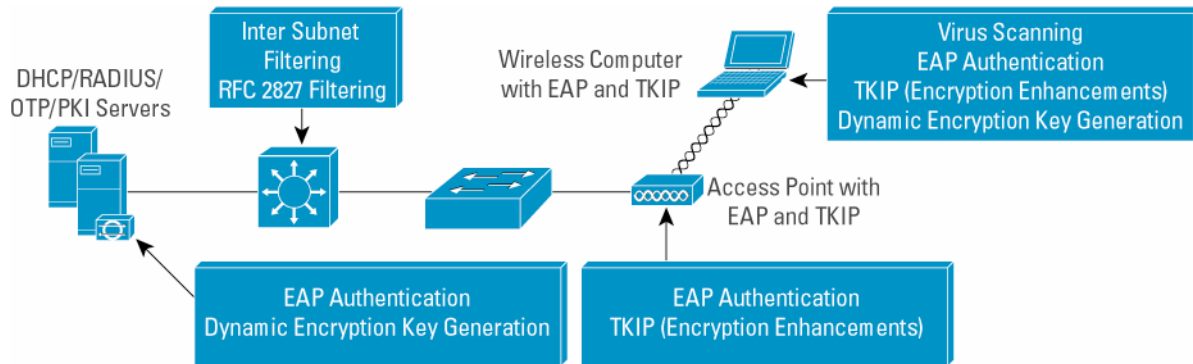 Inter Subnet
Filtering
RFC 2827 Filtering
DHCP/RADIUS/
OTP/PKI Servers
Wireless Computer
with EAP and TKIP
Virus Scanning
EAP Authentication
TKIP (Encryption Enhancements)
Dynamic Encryption Key Generation
Access Point with
EAP and TKIP
EAP Authentication
Dynamic Encryption Key Generation
EAP Authentication
TKIP (Encryption Enhancements)